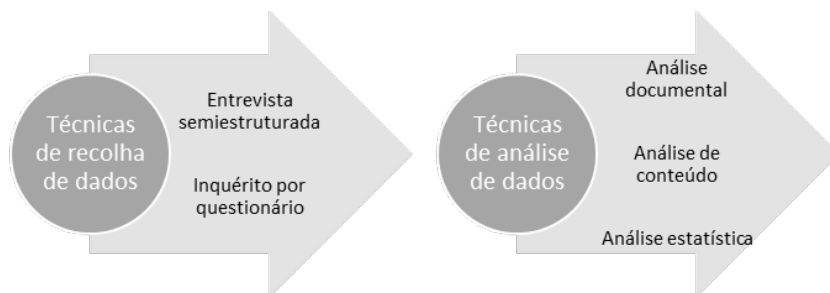 Técnicas
de recolha
de dados
Entrevista
semiestruturada
Inquérito por
questionário
Técnicas
de análise
de dados
Análise
documental
Análise de
conteúdo
Análise estatística